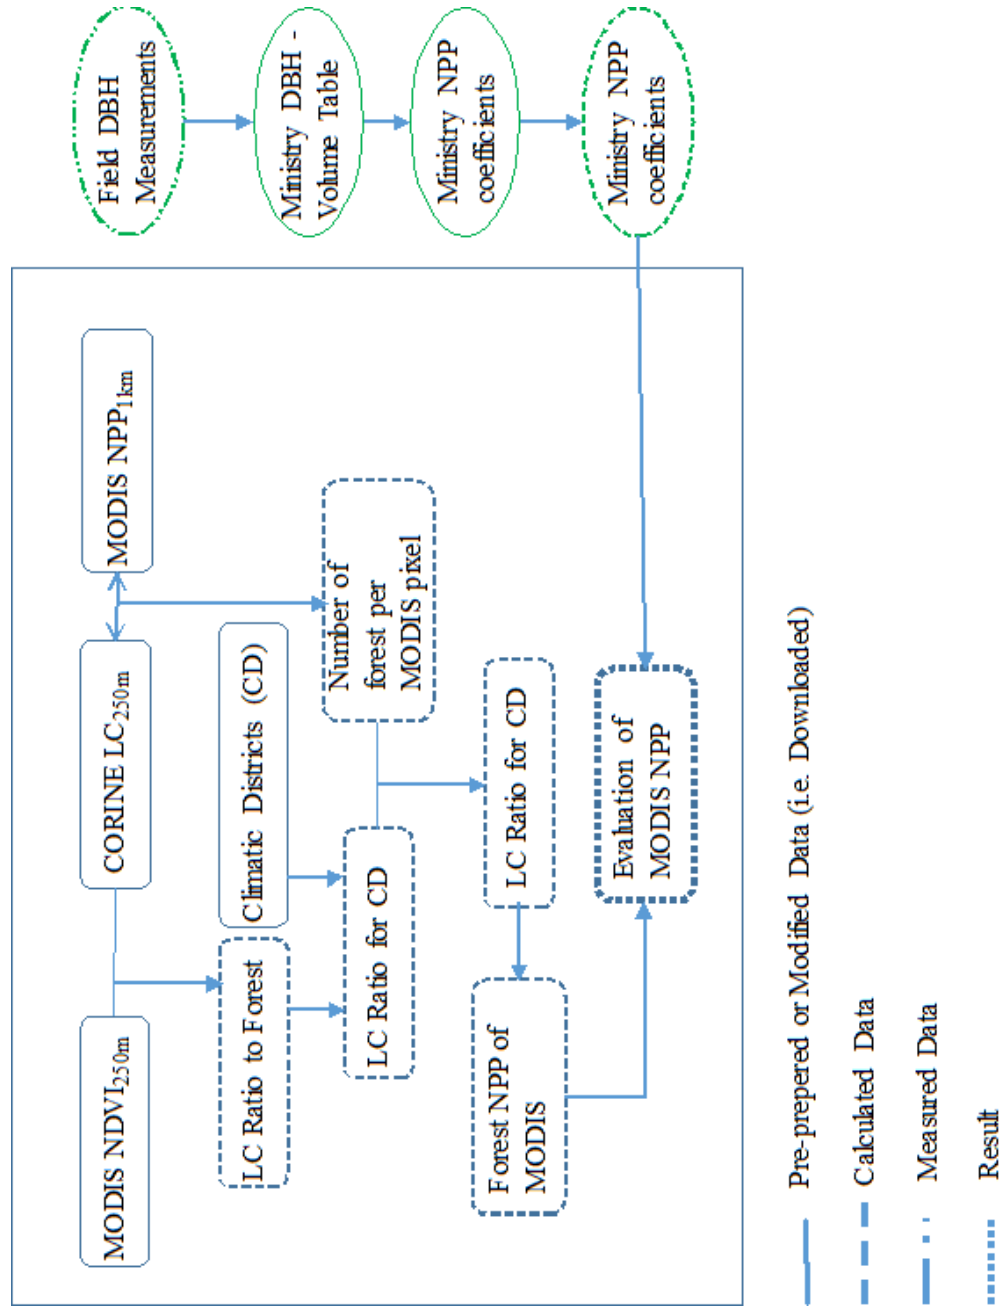 MODIS NDVI250m
CORINE LC250m
MODIS NPP1km
Field DBH
Measurements
LC Ratio to Forest
Climatic Districts (CD)
Number of
forest per
MODIS pixel
Ministry DBH -
Volume Table
LC Ratio for CD
LC Ratio for CD
Ministry NPP
coefficients
Forest NPP of
MODIS
Evaluation of
MODIS NPP
Ministry NPP
coefficients
Pre-prepered or Modified Data (i.e. Downloaded)
Calculated Data
Measured Data
Result